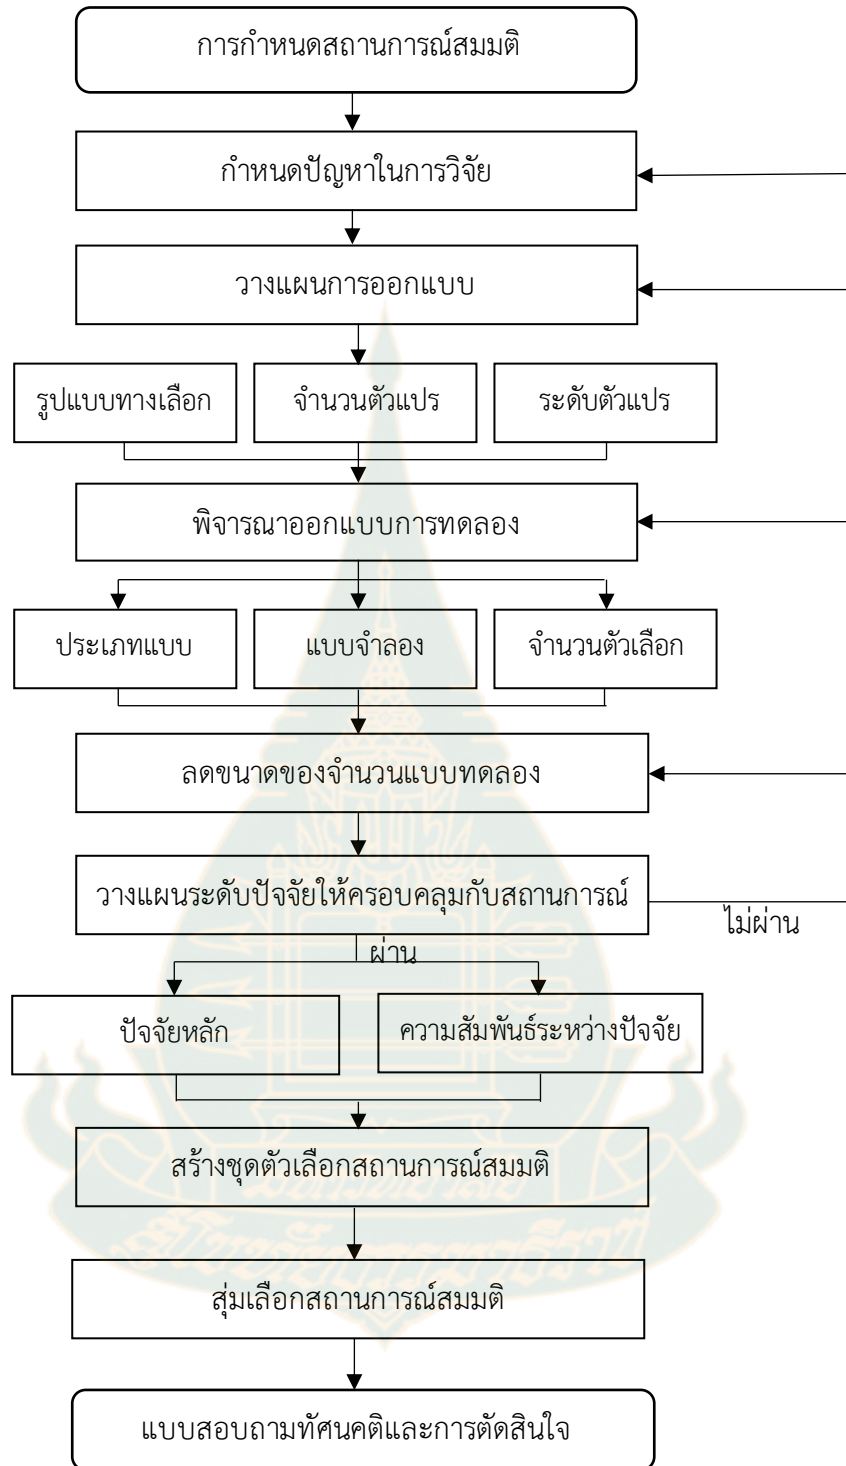 การกำหนดสถานการณ์สมมติ
กำหนดปัญหาในการวิจัย
วางแผนการออกแบบ
รูปแบบทางเลือก
จำนวนตัวแปร
ระดับตัวแปร
พิจารณาออกแบบการทดลอง
ประเภทแบบ
แบบจำลอง
จำนวนตัวเลือก
ลดขนาดของจำนวนแบบทดลอง
วางแผนระดับปัจจัยให้ครอบคลุมกับสถานการณ์
ไม่ผ่าน
ผ่าน
ปัจจัยหลัก
ความสัมพันธ์ระหว่างปัจจัย
สร้างชุดตัวเลือกสถานการณ์สมมติ
สุ่มเลือกสถานการณ์สมมติ
แบบสอบถามทัศนคติและการตัดสินใจ